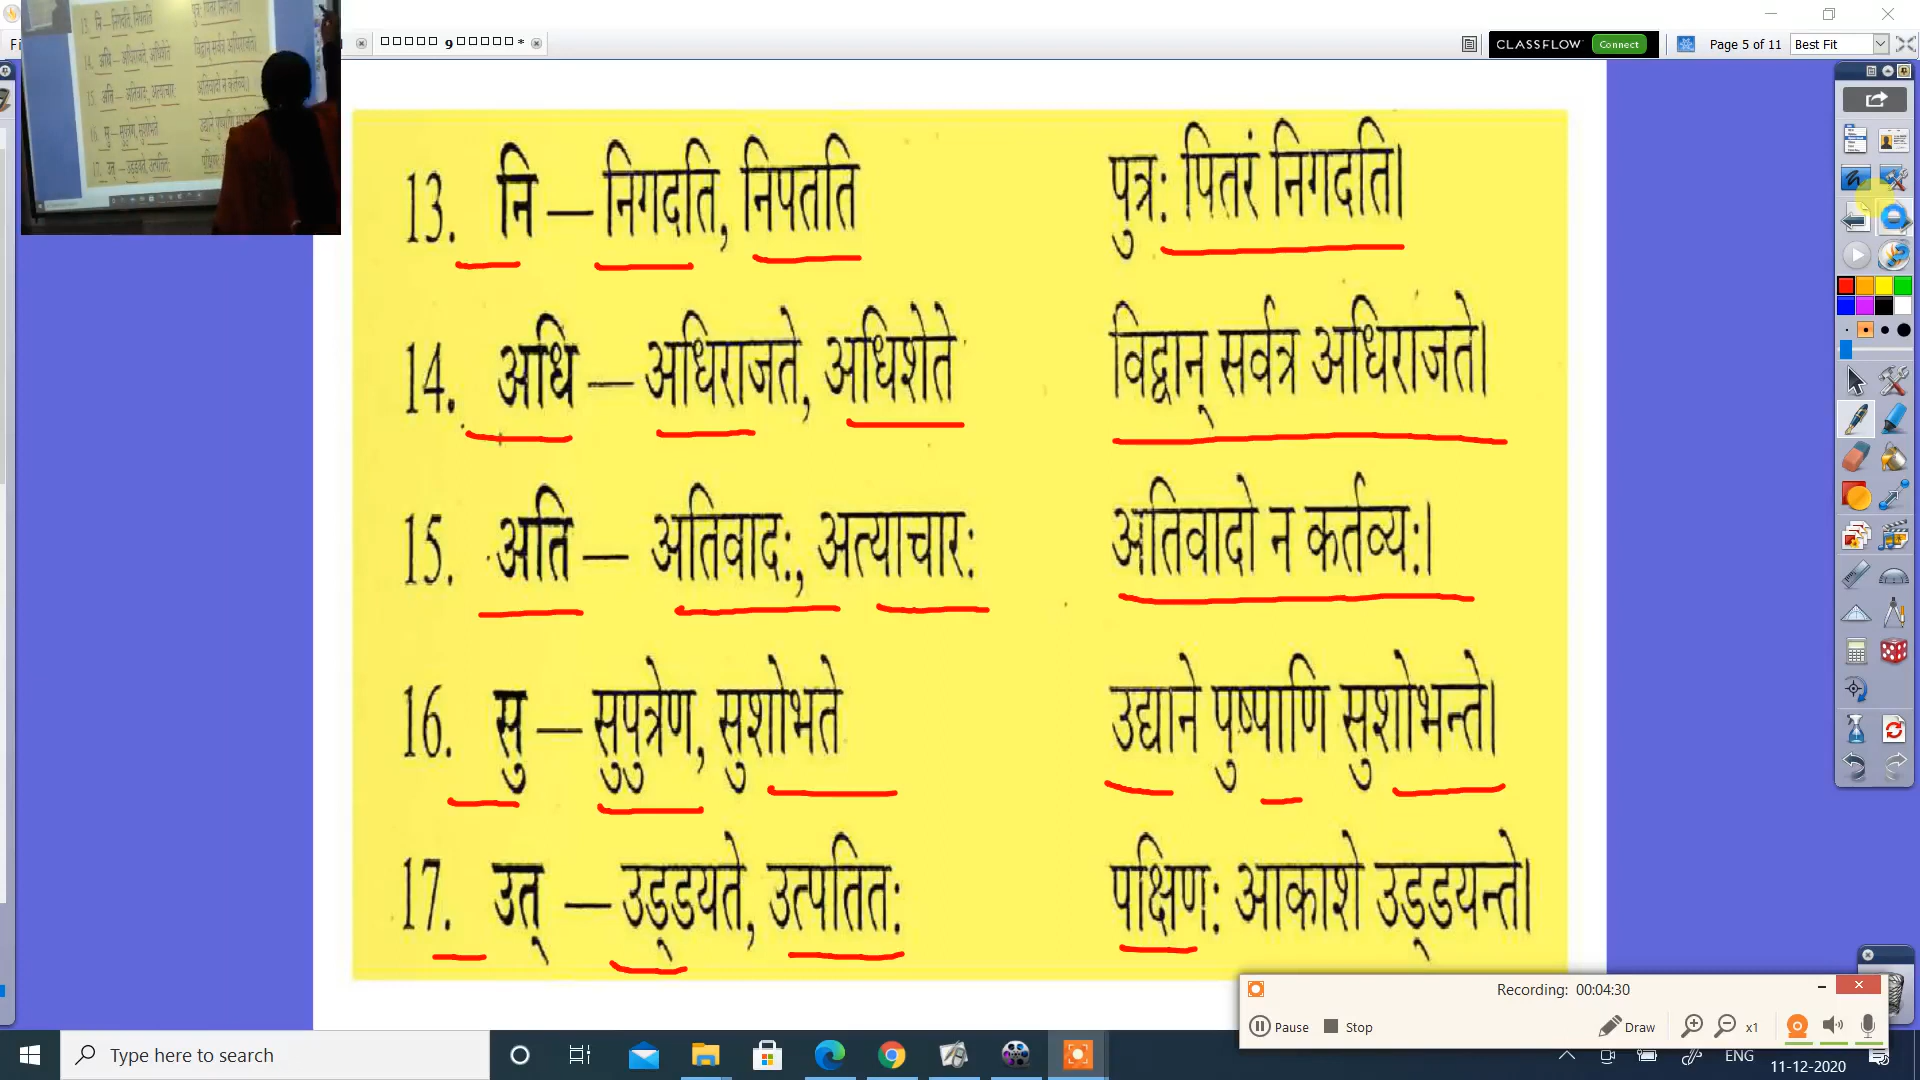 9 *
CLASSFLOW Connect
Page 5 of 11 Best Fit
13. नि — निगदति, निपतति पुत्र: पितरं निगदति।
14. अधि — अधिराजते, अधिशेते विद्वान् सर्वत्र अधिराजते।
15. अति — अतिवाद:, अत्याचार: अतिवादो न कर्तव्य:।
16. सु — सुपुत्रेण, सुशोभते उद्याने पुष्पाणि सुशोभन्ते।
17. उत् — उड्डयते, उत्पतित: पक्षिण: आकाशे उड्डयन्ते।
Recording: 00:04:30
Pause Stop Draw x1
Type here to search
ENG
11-12-2020